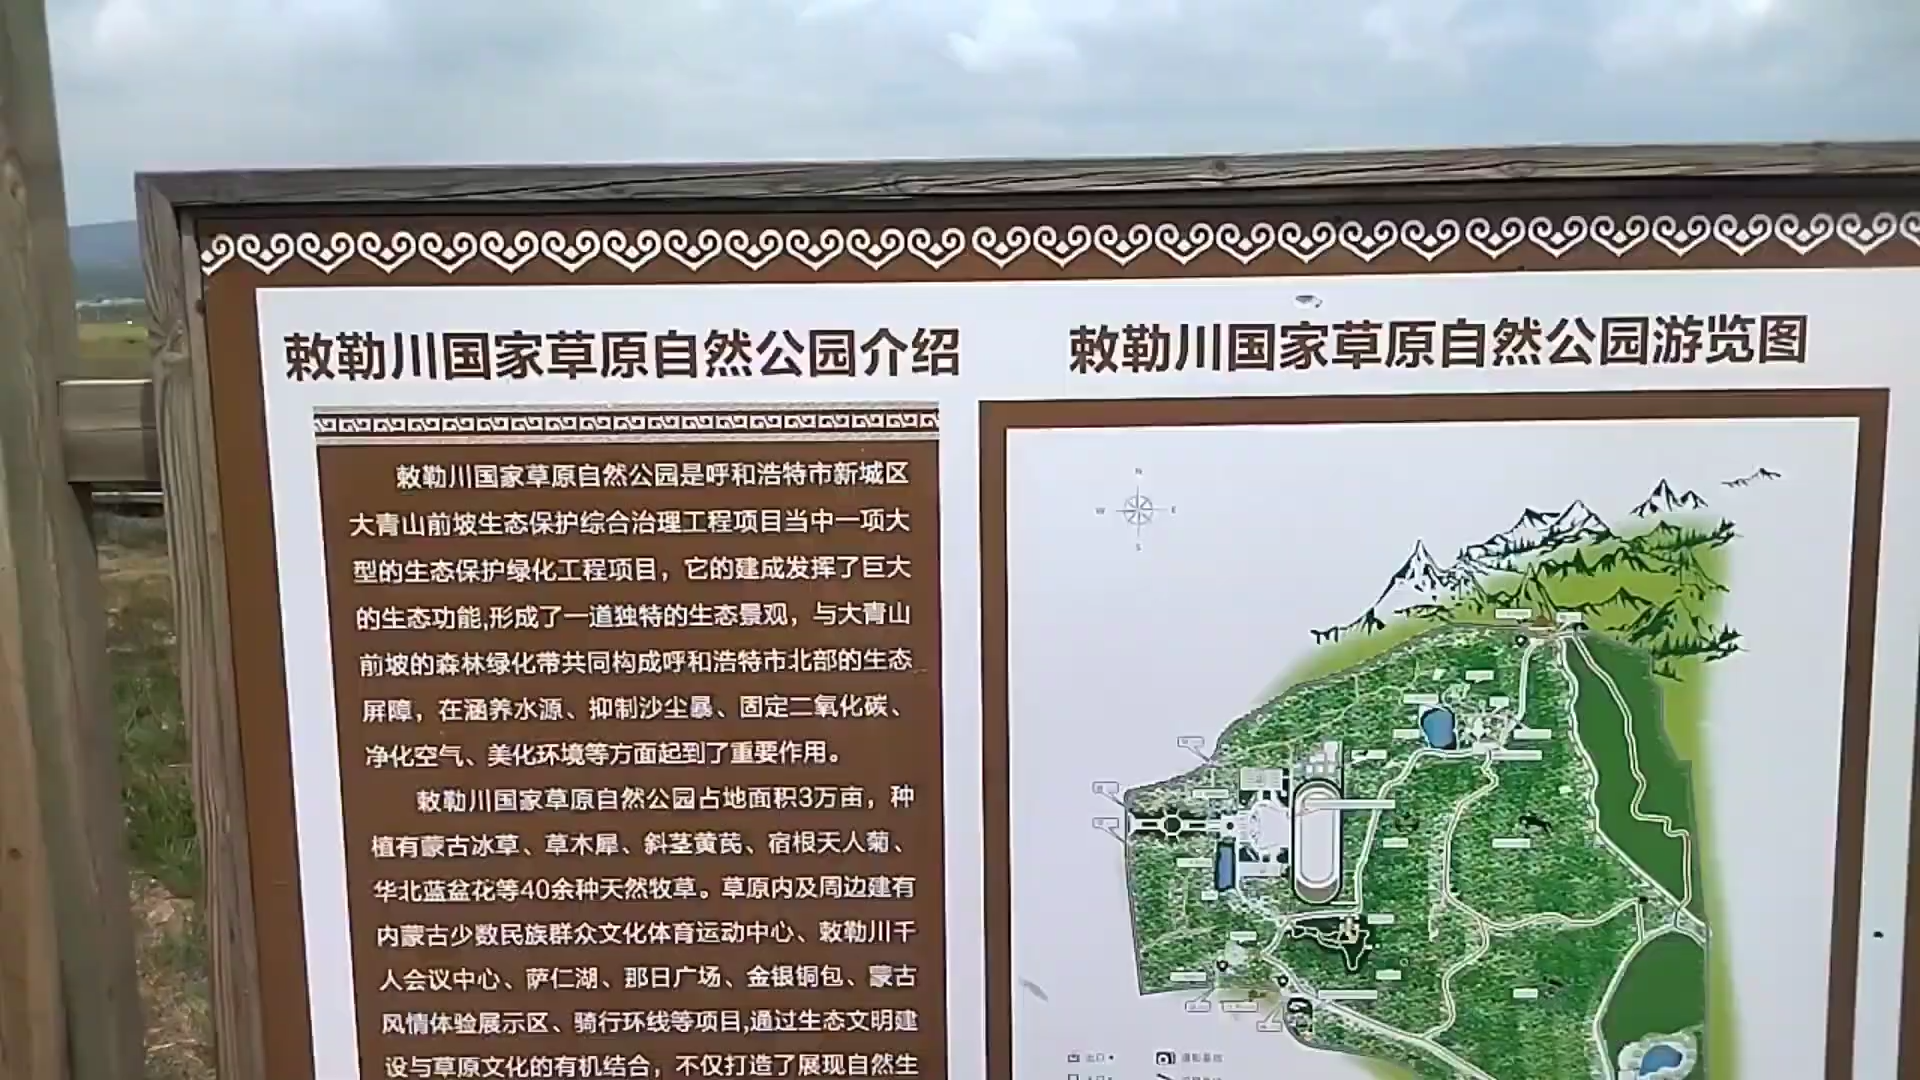 敕勒川国家草原自然公园介绍
敕勒川国家草原自然公园是呼和浩特市新城区
大青山前坡生态保护综合治理工程项目当中一项大
型的生态保护绿化工程项目，它的建成发挥了巨大
的生态功能,形成了一道独特的生态景观，与大青山
前坡的森林绿化带共同构成呼和浩特市北部的生态
屏障，在涵养水源、抑制沙尘暴、固定二氧化碳、
净化空气、美化环境等方面起到了重要作用。
敕勒川国家草原自然公园占地面积3万亩，种
植有蒙古冰草、草木犀、斜茎黄芪、宿根天人菊、
华北蓝盆花等40余种天然牧草。草原内及周边建有
内蒙古少数民族群众文化体育运动中心、敕勒川千
人会议中心、萨仁湖、那日广场、金银铜包、蒙古
风情体验展示区、骑行环线等项目,通过生态文明建
设与草原文化的有机结合，不仅打造了展现自然生
敕勒川国家草原自然公园游览图
N
W
E
S
出口
摄影基地